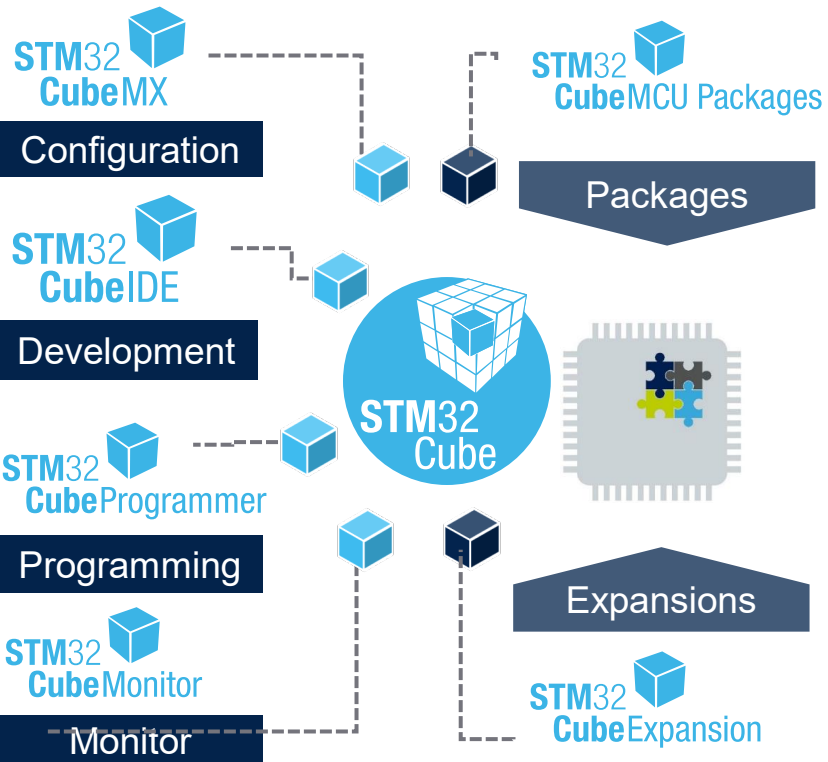 STM32
CubeMX
Configuration
STM32
CubeIDE
Development
STM32
CubeProgrammer
Programming
STM32
CubeMonitor
Monitor
STM32
Cube
STM32
CubeMCU Packages
Packages
Expansions
STM32
CubeExpansion